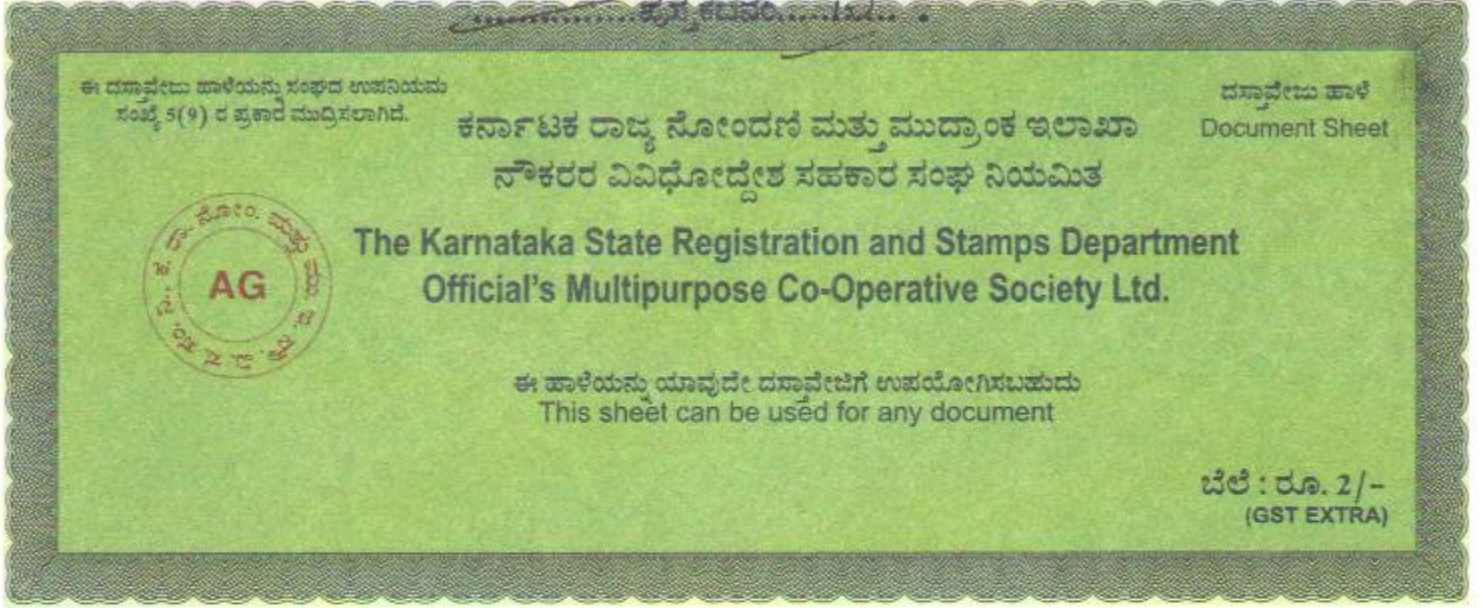 ಪುಸ್ತಕದನಂ
ಈ ದಸ್ತಾವೇಜು ಹಾಳೆಯನ್ನು ಸಂಘದ ಉಪನಿಯಮ
ಸಂಖ್ಯೆ 5(9) ರ ಪ್ರಕಾರ ಮುದ್ರಿಸಲಾಗಿದೆ.
ದಸ್ತಾವೇಜು ಹಾಳೆ
Document Sheet
ಕರ್ನಾಟಕ ರಾಜ್ಯ ನೋಂದಣಿ ಮತ್ತು ಮುದ್ರಾಂಕ ಇಲಾಖಾ
ನೌಕರರ ವಿವಿಧೋದ್ದೇಶ ಸಹಕಾರ ಸಂಘ ನಿಯಮಿತ
The Karnataka State Registration and Stamps Department
Official's Multipurpose Co-Operative Society Ltd.
ಕ. ರಾ. ನೋಂ. ಮತ್ತು ಮು. ಇ. ನೌ. ವಿ. ಸ. ಸಂ. ನಿ.
AG
ಈ ಹಾಳೆಯನ್ನು ಯಾವುದೇ ದಸ್ತಾವೇಜಿಗೆ ಉಪಯೋಗಿಸಬಹುದು
This sheet can be used for any document
ಬೆಲೆ : ರೂ. 2/-
(GST EXTRA)